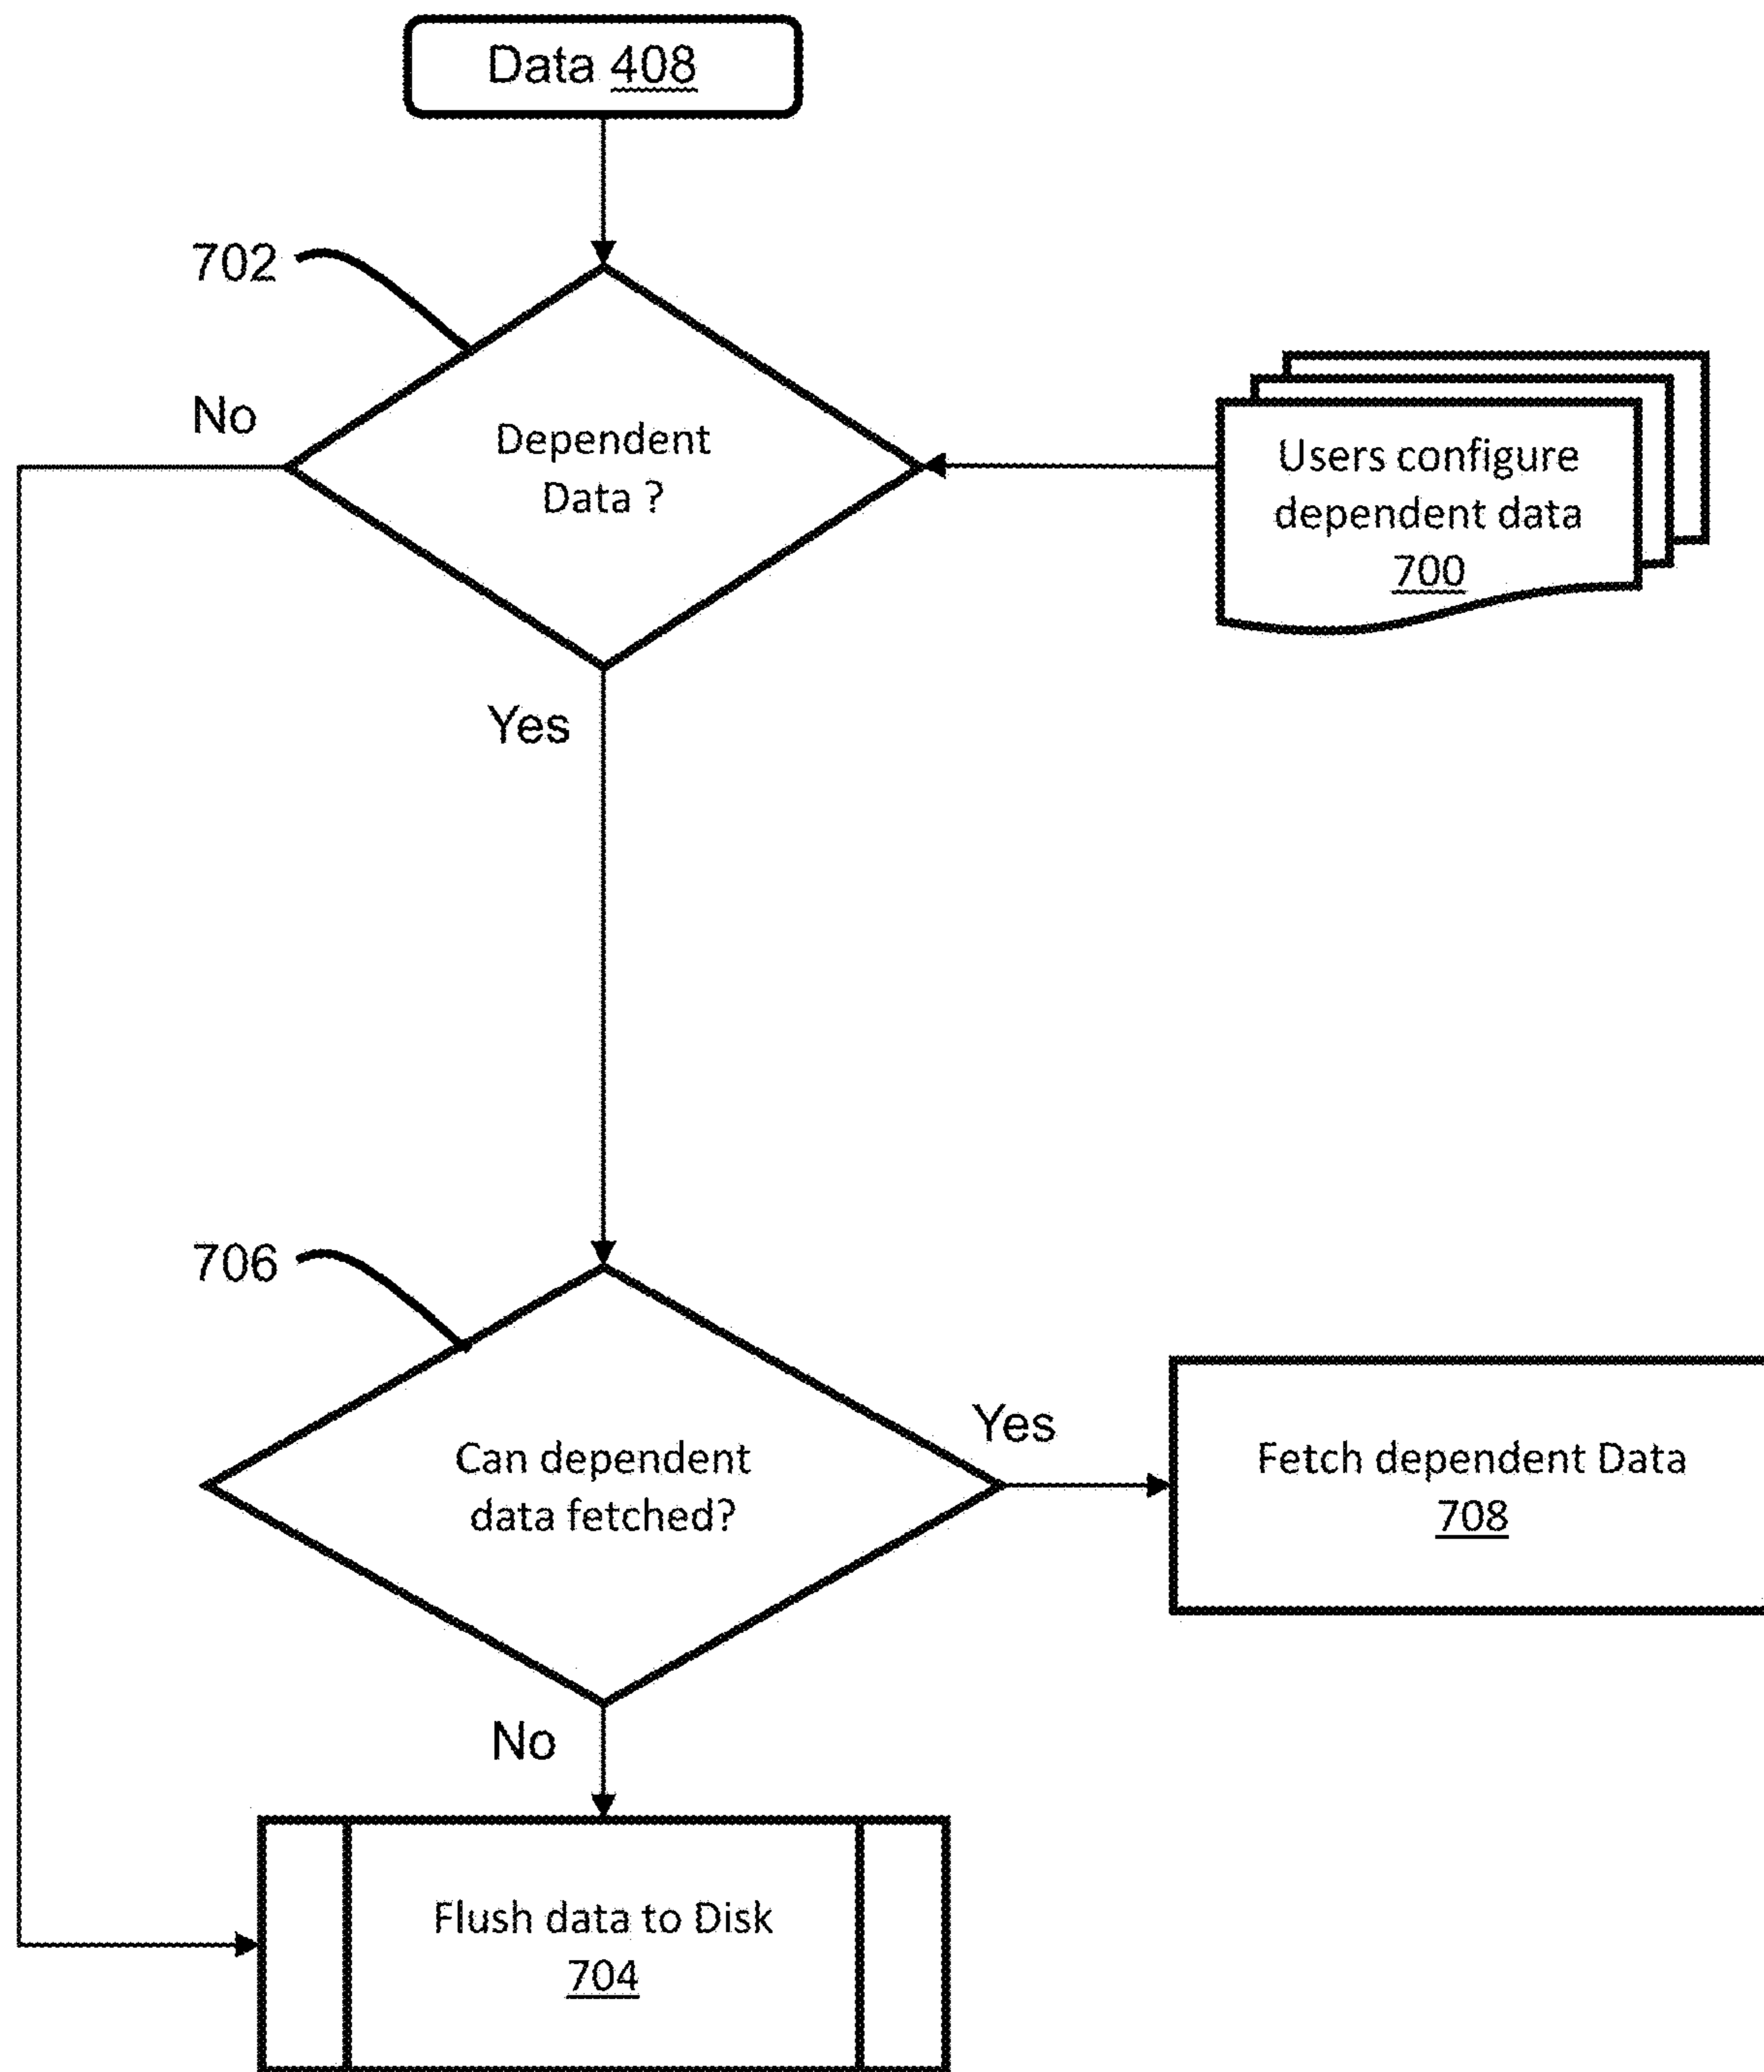 Data 408
702
No
Dependent
Data ?
Users configure
dependent data
700
Yes
706
Can dependent
data fetched?
Yes
Fetch dependent Data
708
No
Flush data to Disk
704